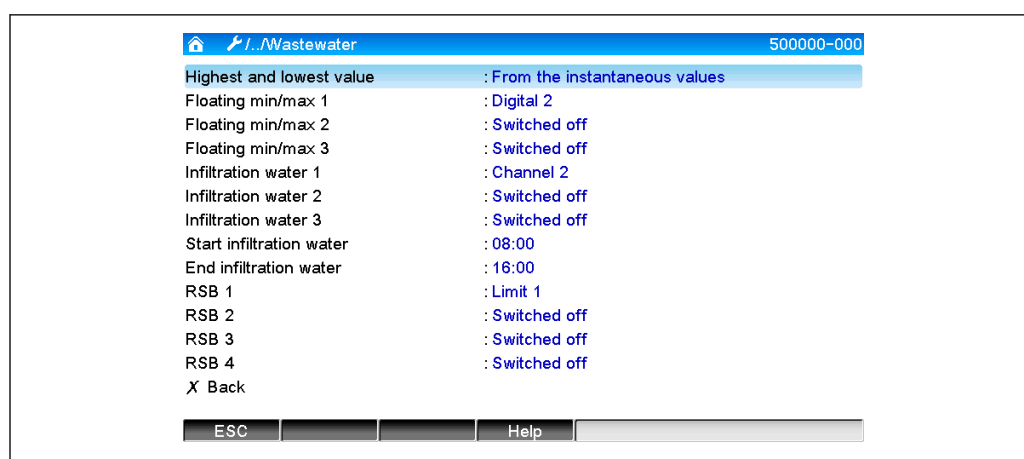 /../Wastewater 500000-000
Highest and lowest value : From the instantaneous values
Floating min/max 1 : Digital 2
Floating min/max 2 : Switched off
Floating min/max 3 : Switched off
Infiltration water 1 : Channel 2
Infiltration water 2 : Switched off
Infiltration water 3 : Switched off
Start infiltration water : 08:00
End infiltration water : 16:00
RSB 1 : Limit 1
RSB 2 : Switched off
RSB 3 : Switched off
RSB 4 : Switched off
X Back
ESC Help